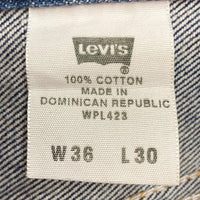 Levi's
®
100% COTTON
MADE IN
DOMINICAN REPUBLIC
WPL423
W36 L30